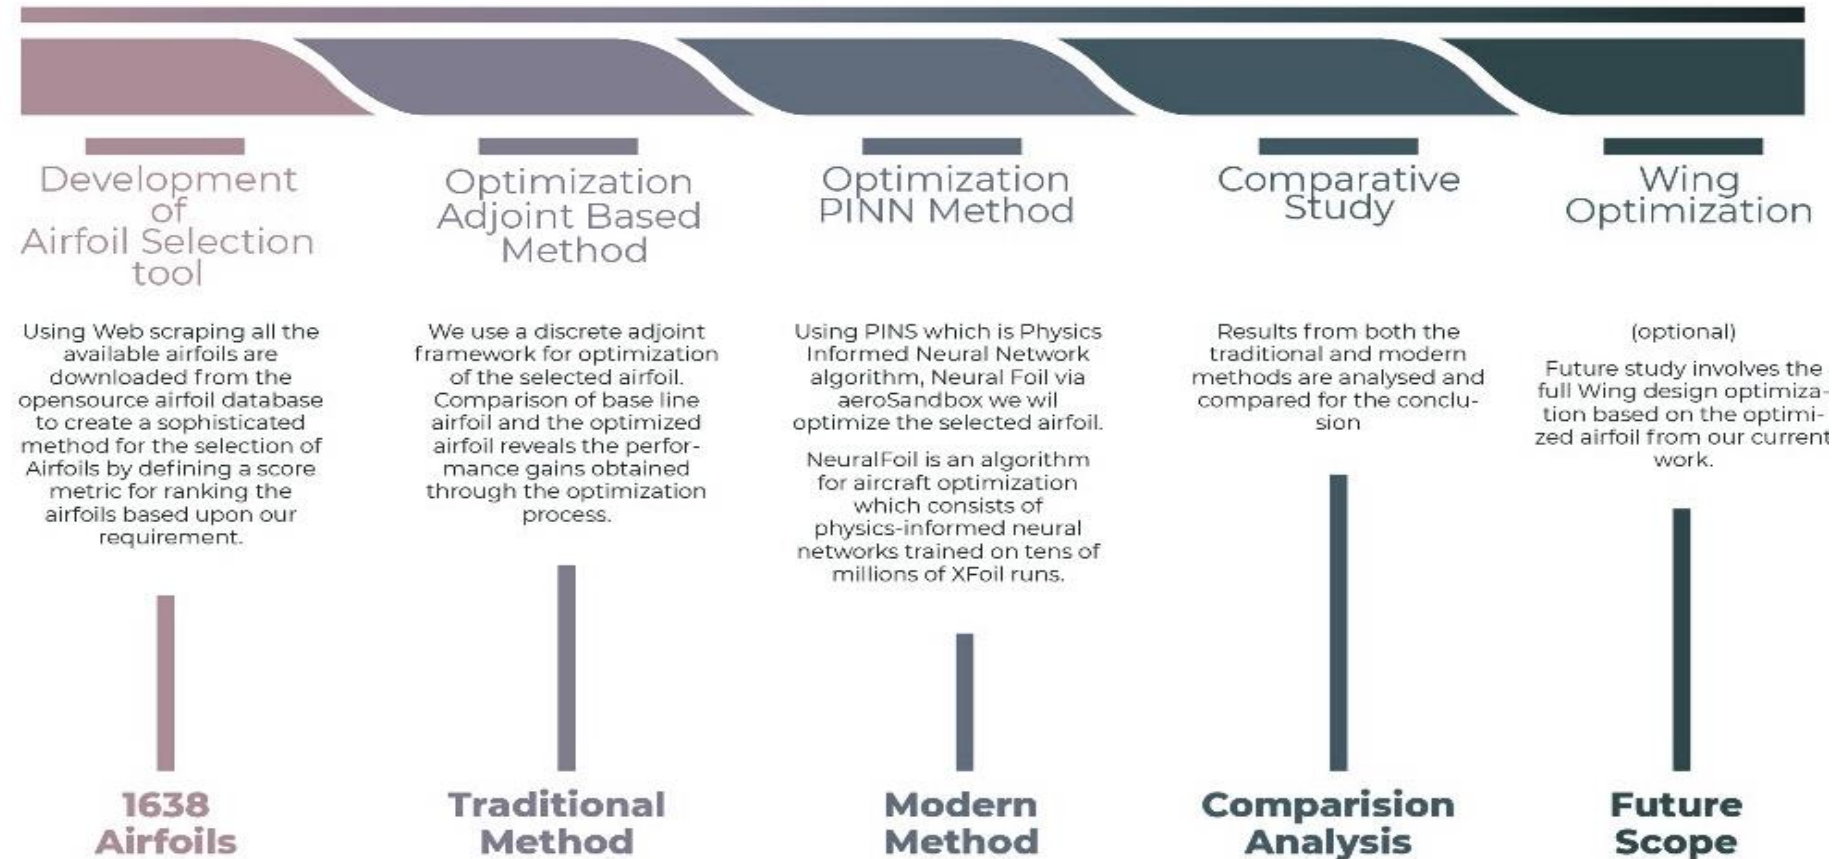 Development
of
Airfoil Selection
tool
Using Web scraping all the
available airfoils are
downloaded from the
opensource airfoil database
to create a sophisticated
method for the selection of
Airfoils by defining a score
metric for ranking the
airfoils based upon our
requirement.
1638
Airfoils
Optimization
Adjoint Based
Method
We use a discrete adjoint
framework for optimization
of the selected airfoil.
Comparison of base line
airfoil and the optimized
airfoil reveals the perfor-
mance gains obtained
through the optimization
process.
Traditional
Method
Optimization
PINN Method
Using PINS which is Physics
Informed Neural Network
algorithm, Neural Foil via
aeroSandbox we wil
optimize the selected airfoil.
NeuralFoil is an algorithm
for aircraft optimization
which consists of
physics-informed neural
networks trained on tens of
millions of XFoil runs.
Modern
Method
Comparative
Study
Results from both the
traditional and modern
methods are analysed and
compared for the conclu-
sion
Comparision
Analysis
Wing
Optimization
(optional)
Future study involves the
full Wing design optimiza-
tion based on the optimi-
zed airfoil from our current
work.
Future
Scope